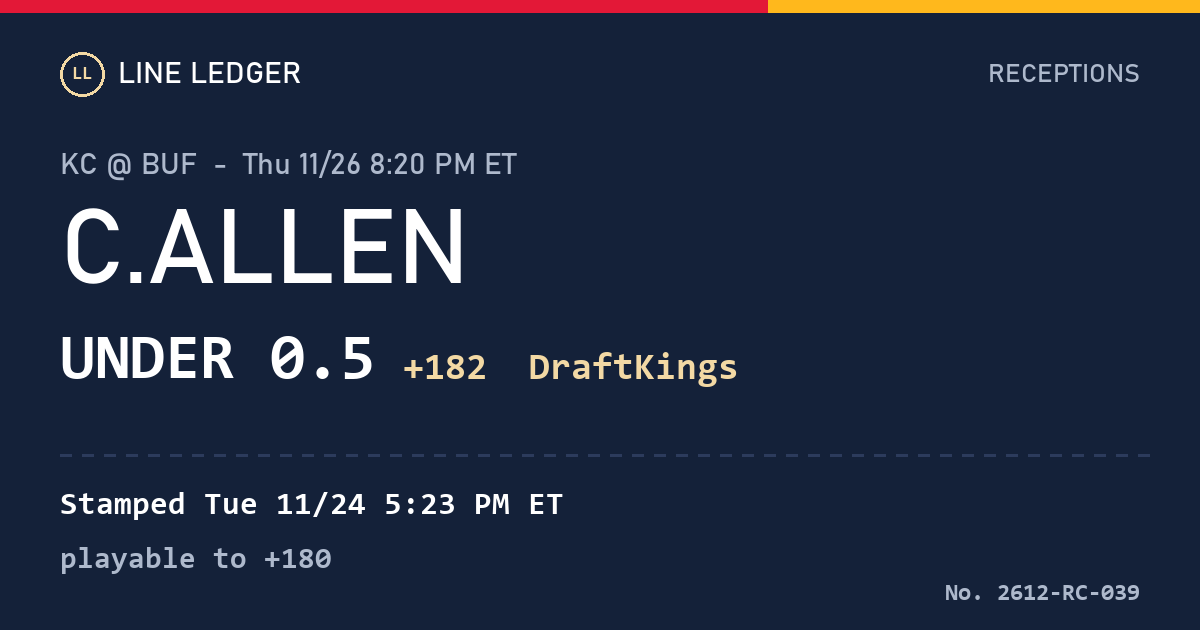 LL LINE LEDGER
RECEPTIONS
KC @ BUF - Thu 11/26 8:20 PM ET
C.ALLEN
UNDER 0.5 +182 DraftKings
Stamped Tue 11/24 5:23 PM ET
playable to +180
No. 2612-RC-039